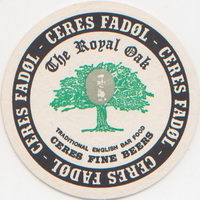 CERES FADØL - CERES FADØL - CERES FADØL - CERES FADØL -
The Royal Oak
TRADITIONAL ENGLISH BAR FOOD
CERES FINE BEERS